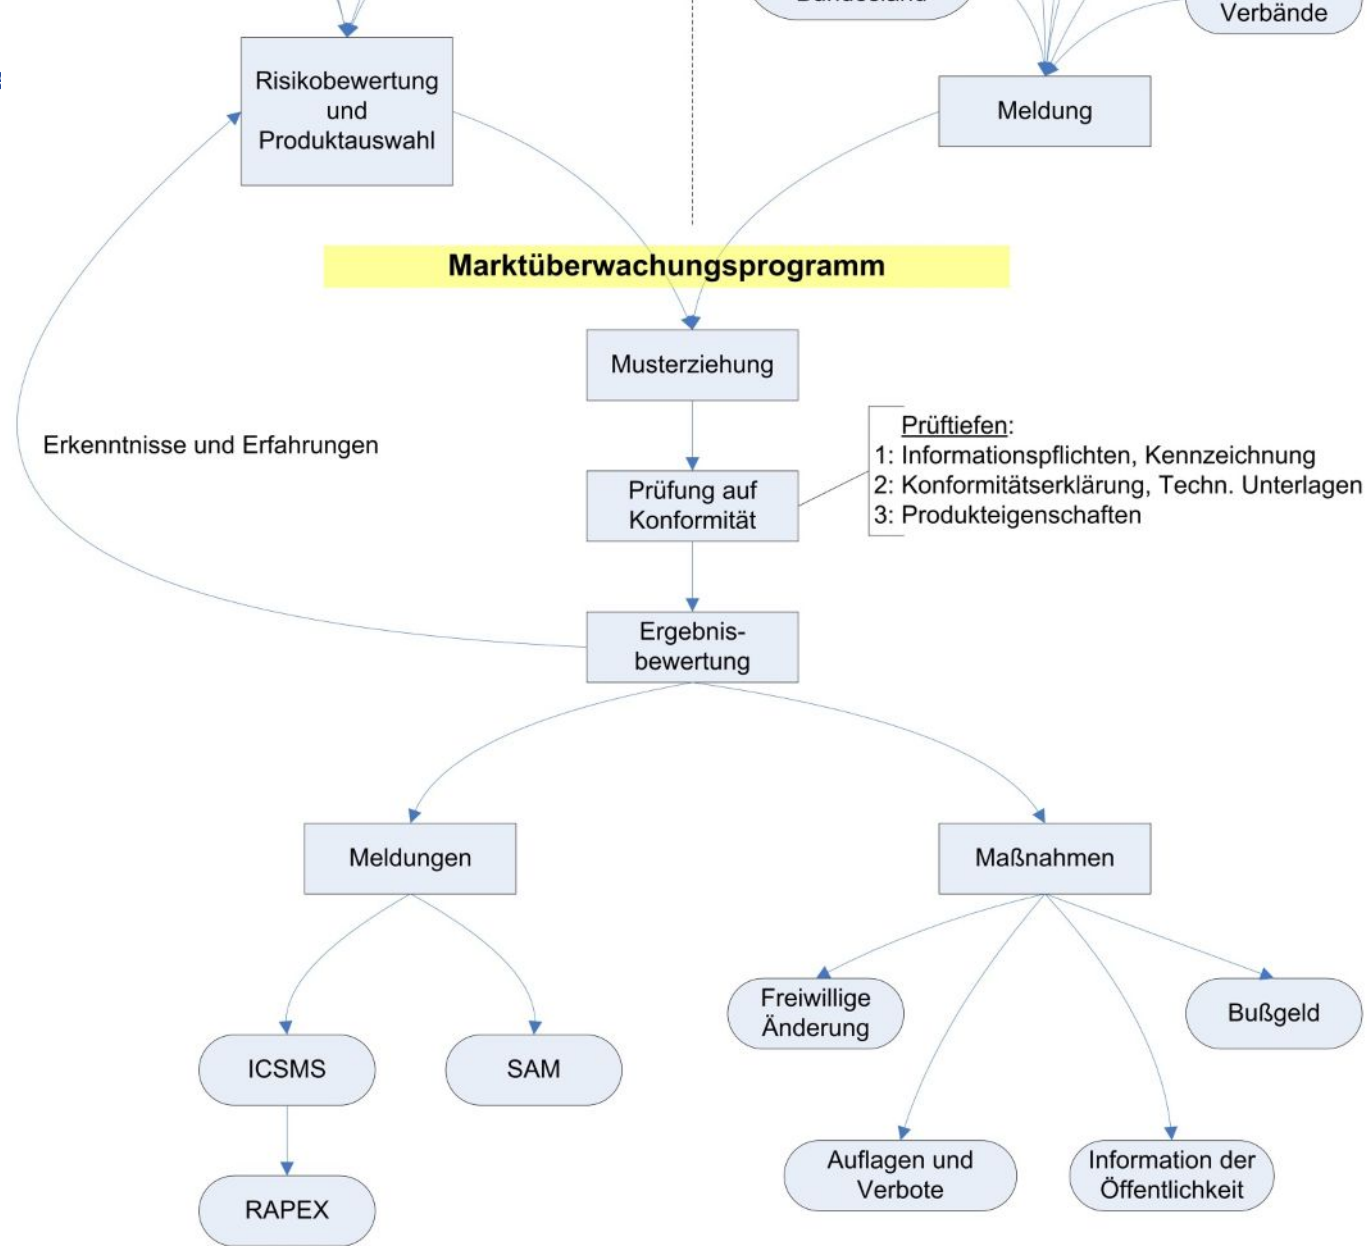 Verbände
Risikobewertung
und
Produktauswahl
Meldung
Marktüberwachungsprogramm
Musterziehung
Erkenntnisse und Erfahrungen
Prüftiefen:
1: Informationspflichten, Kennzeichnung
2: Konformitätserklärung, Techn. Unterlagen
3: Produkteigenschaften
Prüfung auf
Konformität
Ergebnis-
bewertung
Meldungen
Maßnahmen
Freiwillige
Änderung
Bußgeld
ICSMS
SAM
Auflagen und
Verbote
Information der
Öffentlichkeit
RAPEX